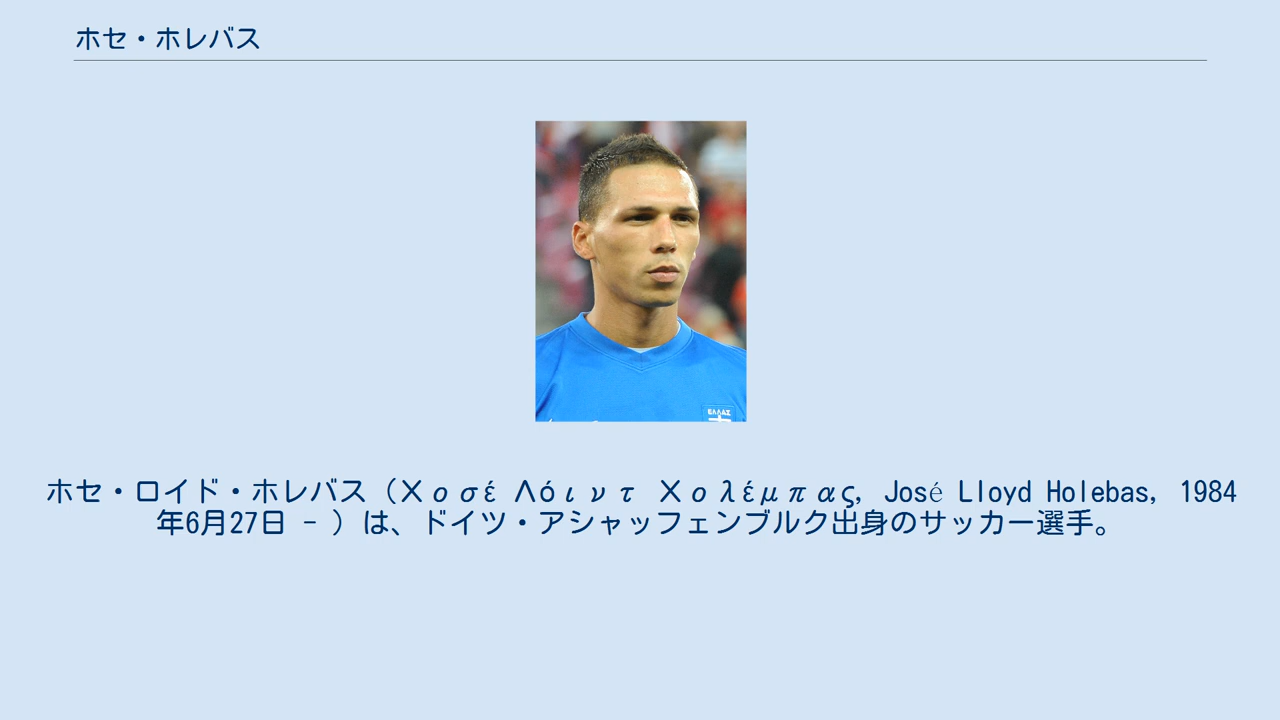 ホセ・ホレバス
ΕΛΛΑΣ
ホセ・ロイド・ホレバス（Χοσέ Λόιντ Χολέμπας, José Lloyd Holebas, 1984
年6月27日 - ）は、ドイツ・アシャッフェンブルク出身のサッカー選手。